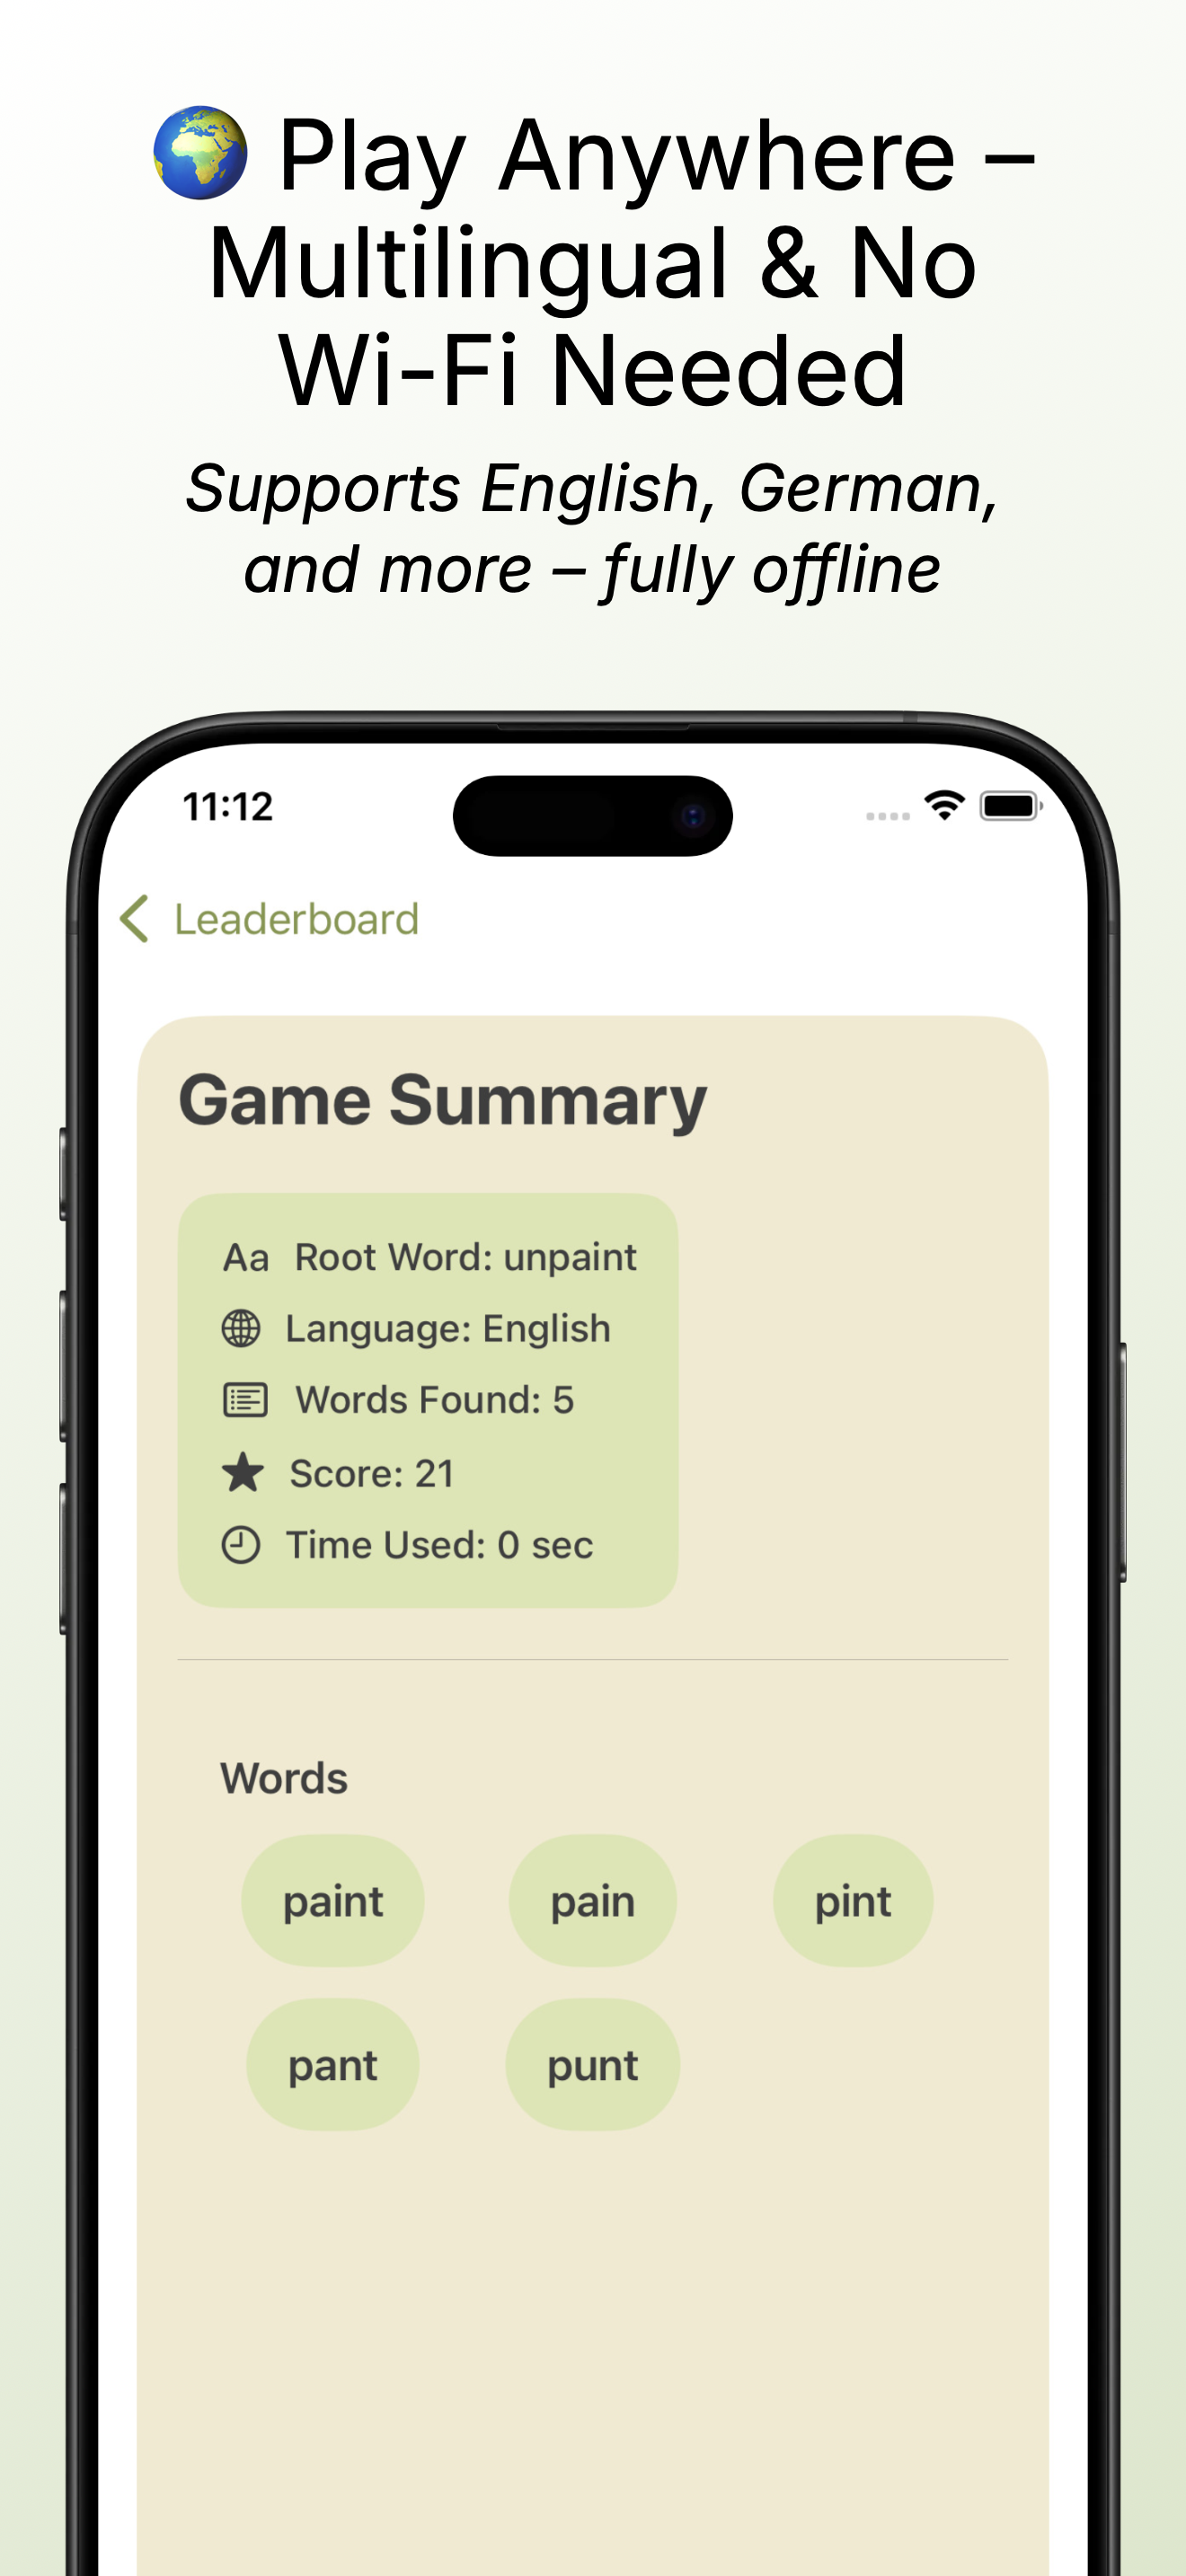 🌍 Play Anywhere –
Multilingual & No
Wi-Fi Needed
Supports English, German,
and more – fully offline
11:12
Leaderboard
Game Summary
Aa Root Word: unpaint
Language: English
Words Found: 5
Score: 21
Time Used: 0 sec
Words
paint pain pint
pant punt